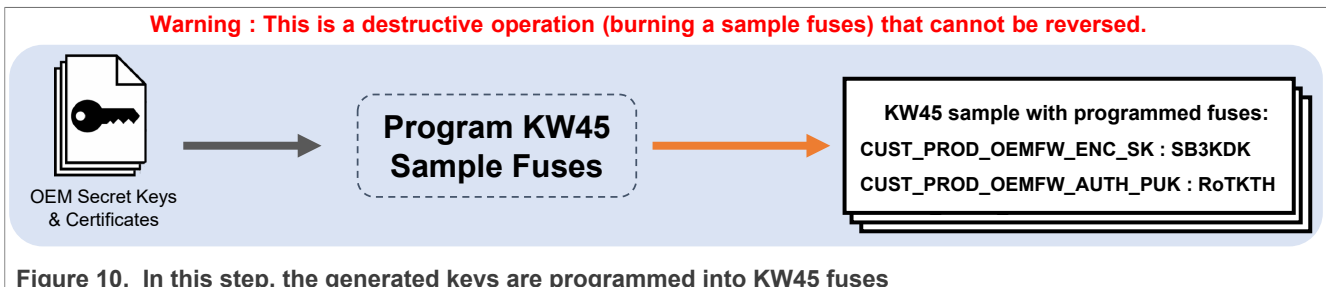 Warning : This is a destructive operation (burning a sample fuses) that cannot be reversed.
OEM Secret Keys
& Certificates
Program KW45
Sample Fuses
KW45 sample with programmed fuses:
CUST_PROD_OEMFW_ENC_SK : SB3KDK
CUST_PROD_OEMFW_AUTH_PUK : RoTKTH
Figure 10. In this step, the generated keys are programmed into KW45 fuses